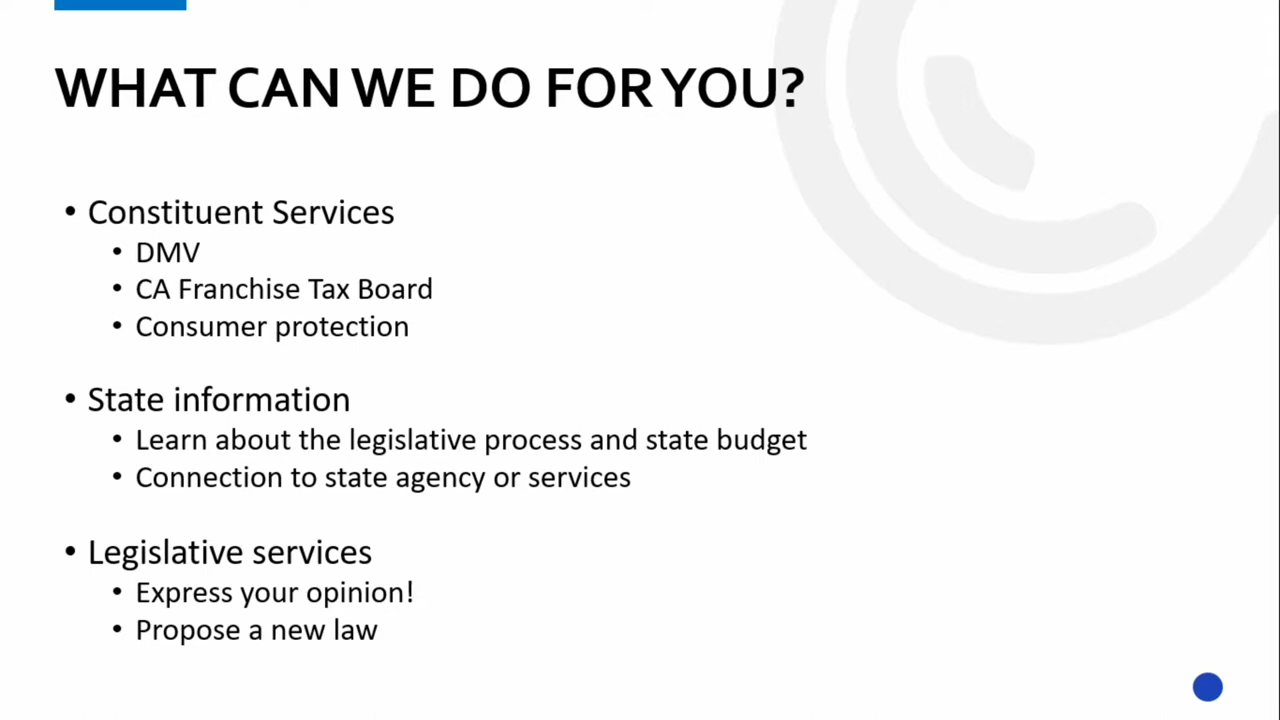 WHAT CAN WE DO FOR YOU?
• Constituent Services
• DMV
• CA Franchise Tax Board
• Consumer protection
• State information
• Learn about the legislative process and state budget
• Connection to state agency or services
• Legislative services
• Express your opinion!
• Propose a new law